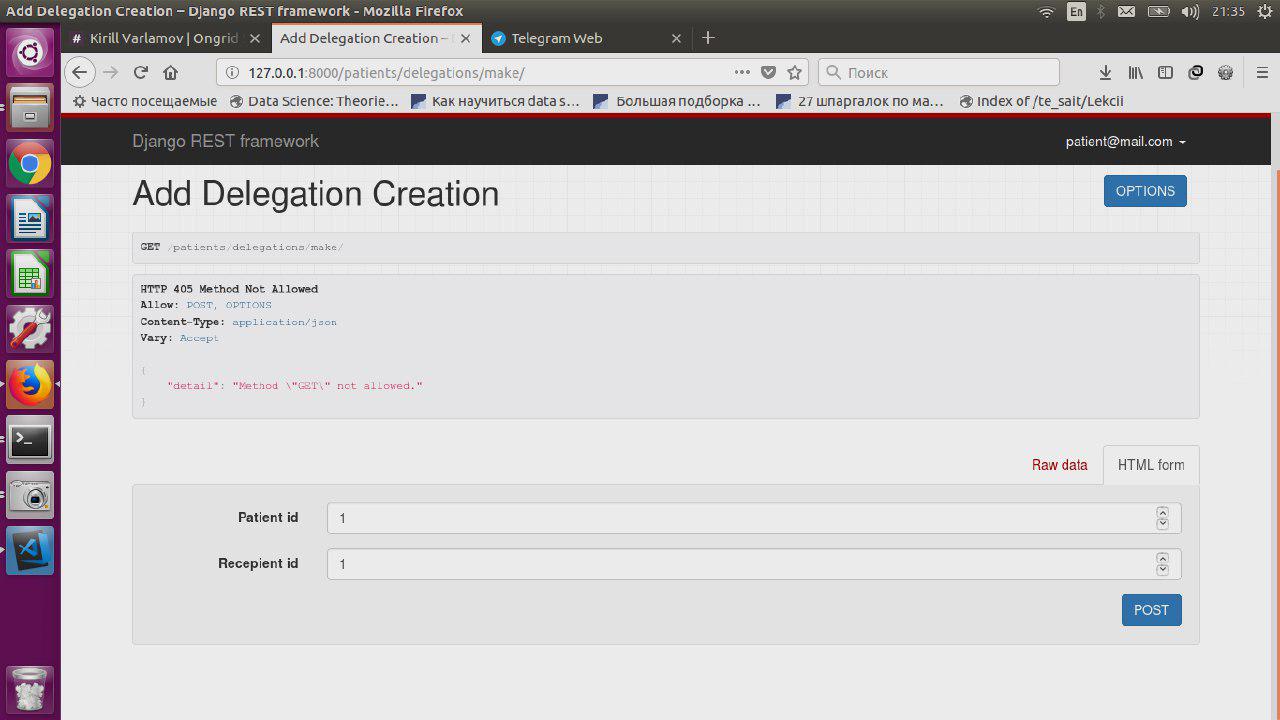 Add Delegation Creation – Django REST framework - Mozilla Firefox
En
21:35
# Kirill Varlamov | Ongrid
Add Delegation Creation –
Telegram Web
127.0.0.1:8000/patients/delegations/make/
Поиск
Часто посещаемые
Data Science: Theorie…
Как научиться data s…
Большая подборка …
27 шпаргалок по ма…
Index of /te_sait/Lekcii
Django REST framework
patient@mail.com
Add Delegation Creation
OPTIONS
GET /patients/delegations/make/
HTTP 405 Method Not Allowed
Allow: POST, OPTIONS
Content-Type: application/json
Vary: Accept
{
"detail": "Method \"GET\" not allowed."
}
Raw data
HTML form
Patient id
1
Recepient id
1
POST